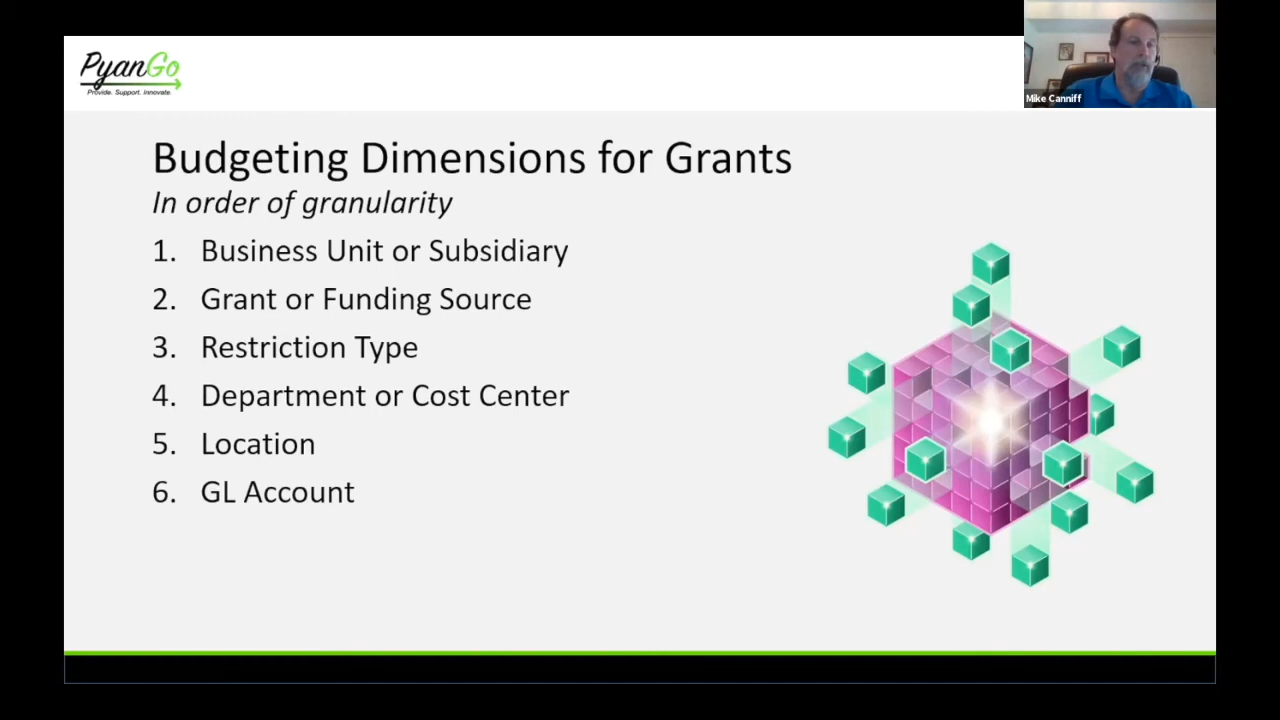 PyanGo
Provide. Support. Innovate.
Mike Canniff
Budgeting Dimensions for Grants
In order of granularity
1. Business Unit or Subsidiary
2. Grant or Funding Source
3. Restriction Type
4. Department or Cost Center
5. Location
6. GL Account